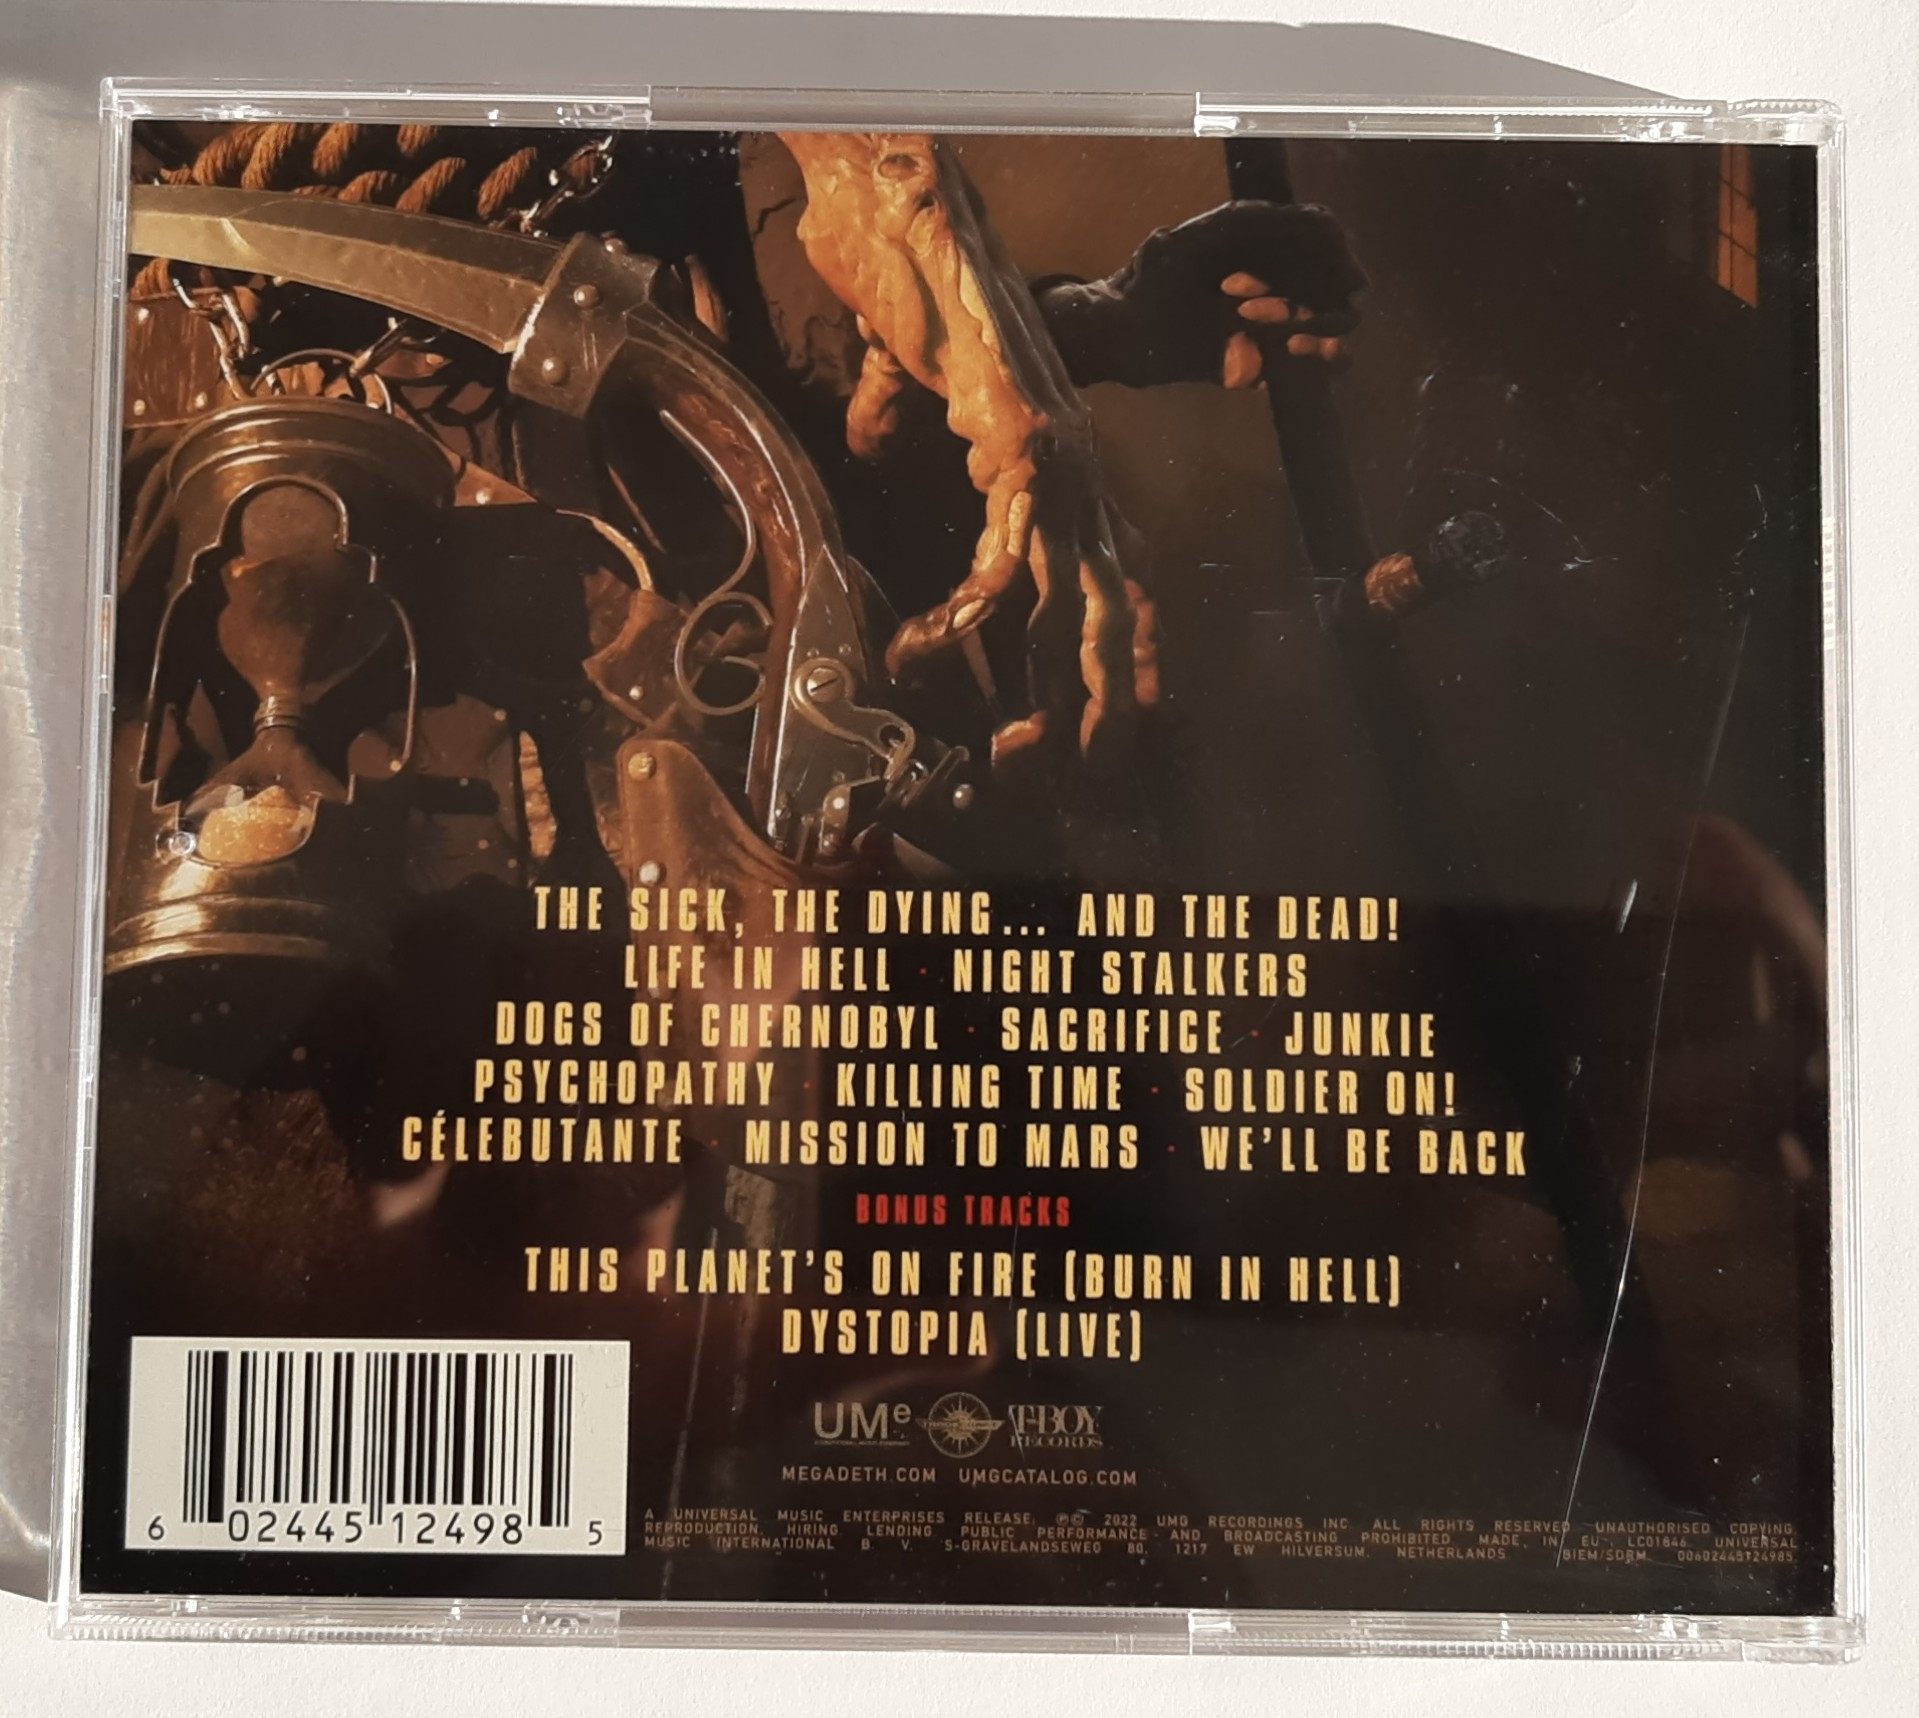 THE SICK, THE DYING... AND THE DEAD!
LIFE IN HELL · NIGHT STALKERS
DOGS OF CHERNOBYL · SACRIFICE · JUNKIE
PSYCHOPATHY · KILLING TIME · SOLDIER ON!
CÉLEBUTANTE · MISSION TO MARS · WE'LL BE BACK
BONUS TRACKS
THIS PLANET'S ON FIRE (BURN IN HELL)
DYSTOPIA (LIVE)
UMe
T-BOY
RECORDS
MEGADETH.COM UMGCATALOG.COM
6 02445 12498 5
A UNIVERSAL MUSIC ENTERPRISES RELEASE; ℗© 2022 UMG RECORDINGS INC. ALL RIGHTS RESERVED UNAUTHORISED COPYING,
REPRODUCTION, HIRING, LENDING PUBLIC PERFORMANCE AND BROADCASTING PROHIBITED. MADE IN EU. LC01846. UNIVERSAL
MUSIC INTERNATIONAL B. V. S-GRAVELANDSEWEG 80, 1217 EW HILVERSUM, NETHERLANDS BIEM/SDRM 00602445124985.